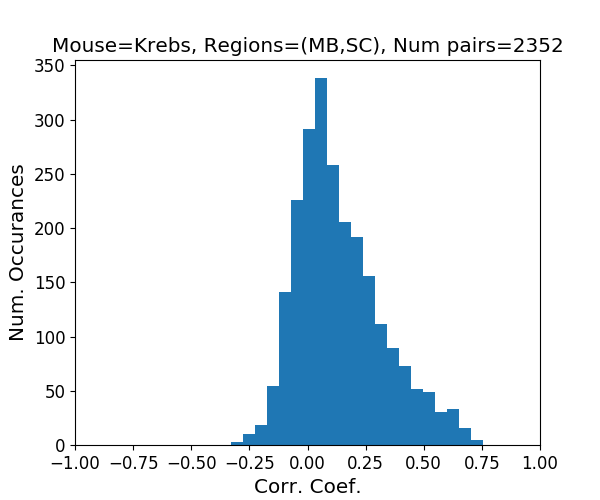 Mouse=Krebs, Regions=(MB,SC), Num pairs=2352
350
300
250
200
150
100
50
0
Num. Occurances
−1.00 −0.75 −0.50 −0.25 0.00 0.25 0.50 0.75 1.00
Corr. Coef.